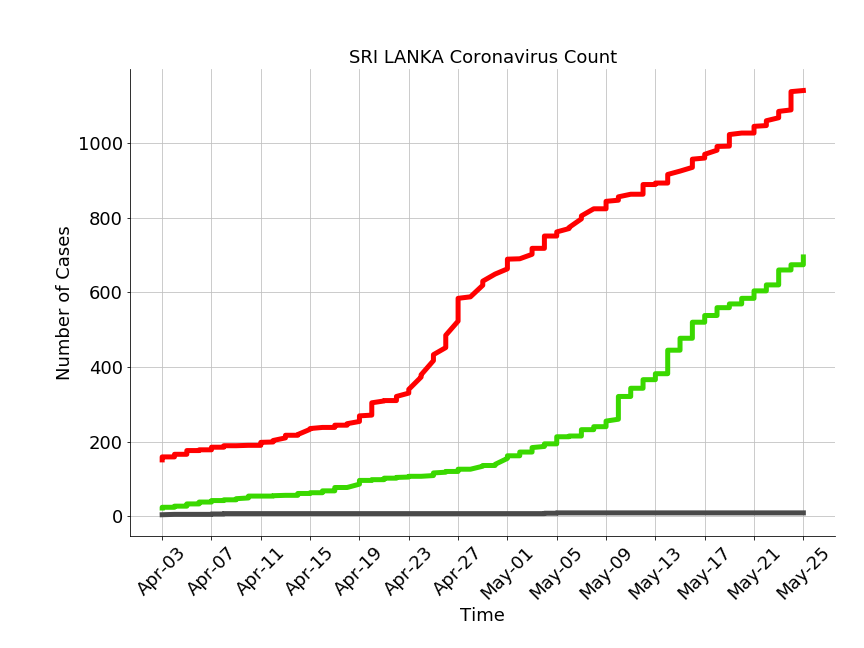 SRI LANKA Coronavirus Count
1000
800
600
400
200
0
Number of Cases
Apr-03
Apr-07
Apr-11
Apr-15
Apr-19
Apr-23
Apr-27
May-01
May-05
May-09
May-13
May-17
May-21
May-25
Time